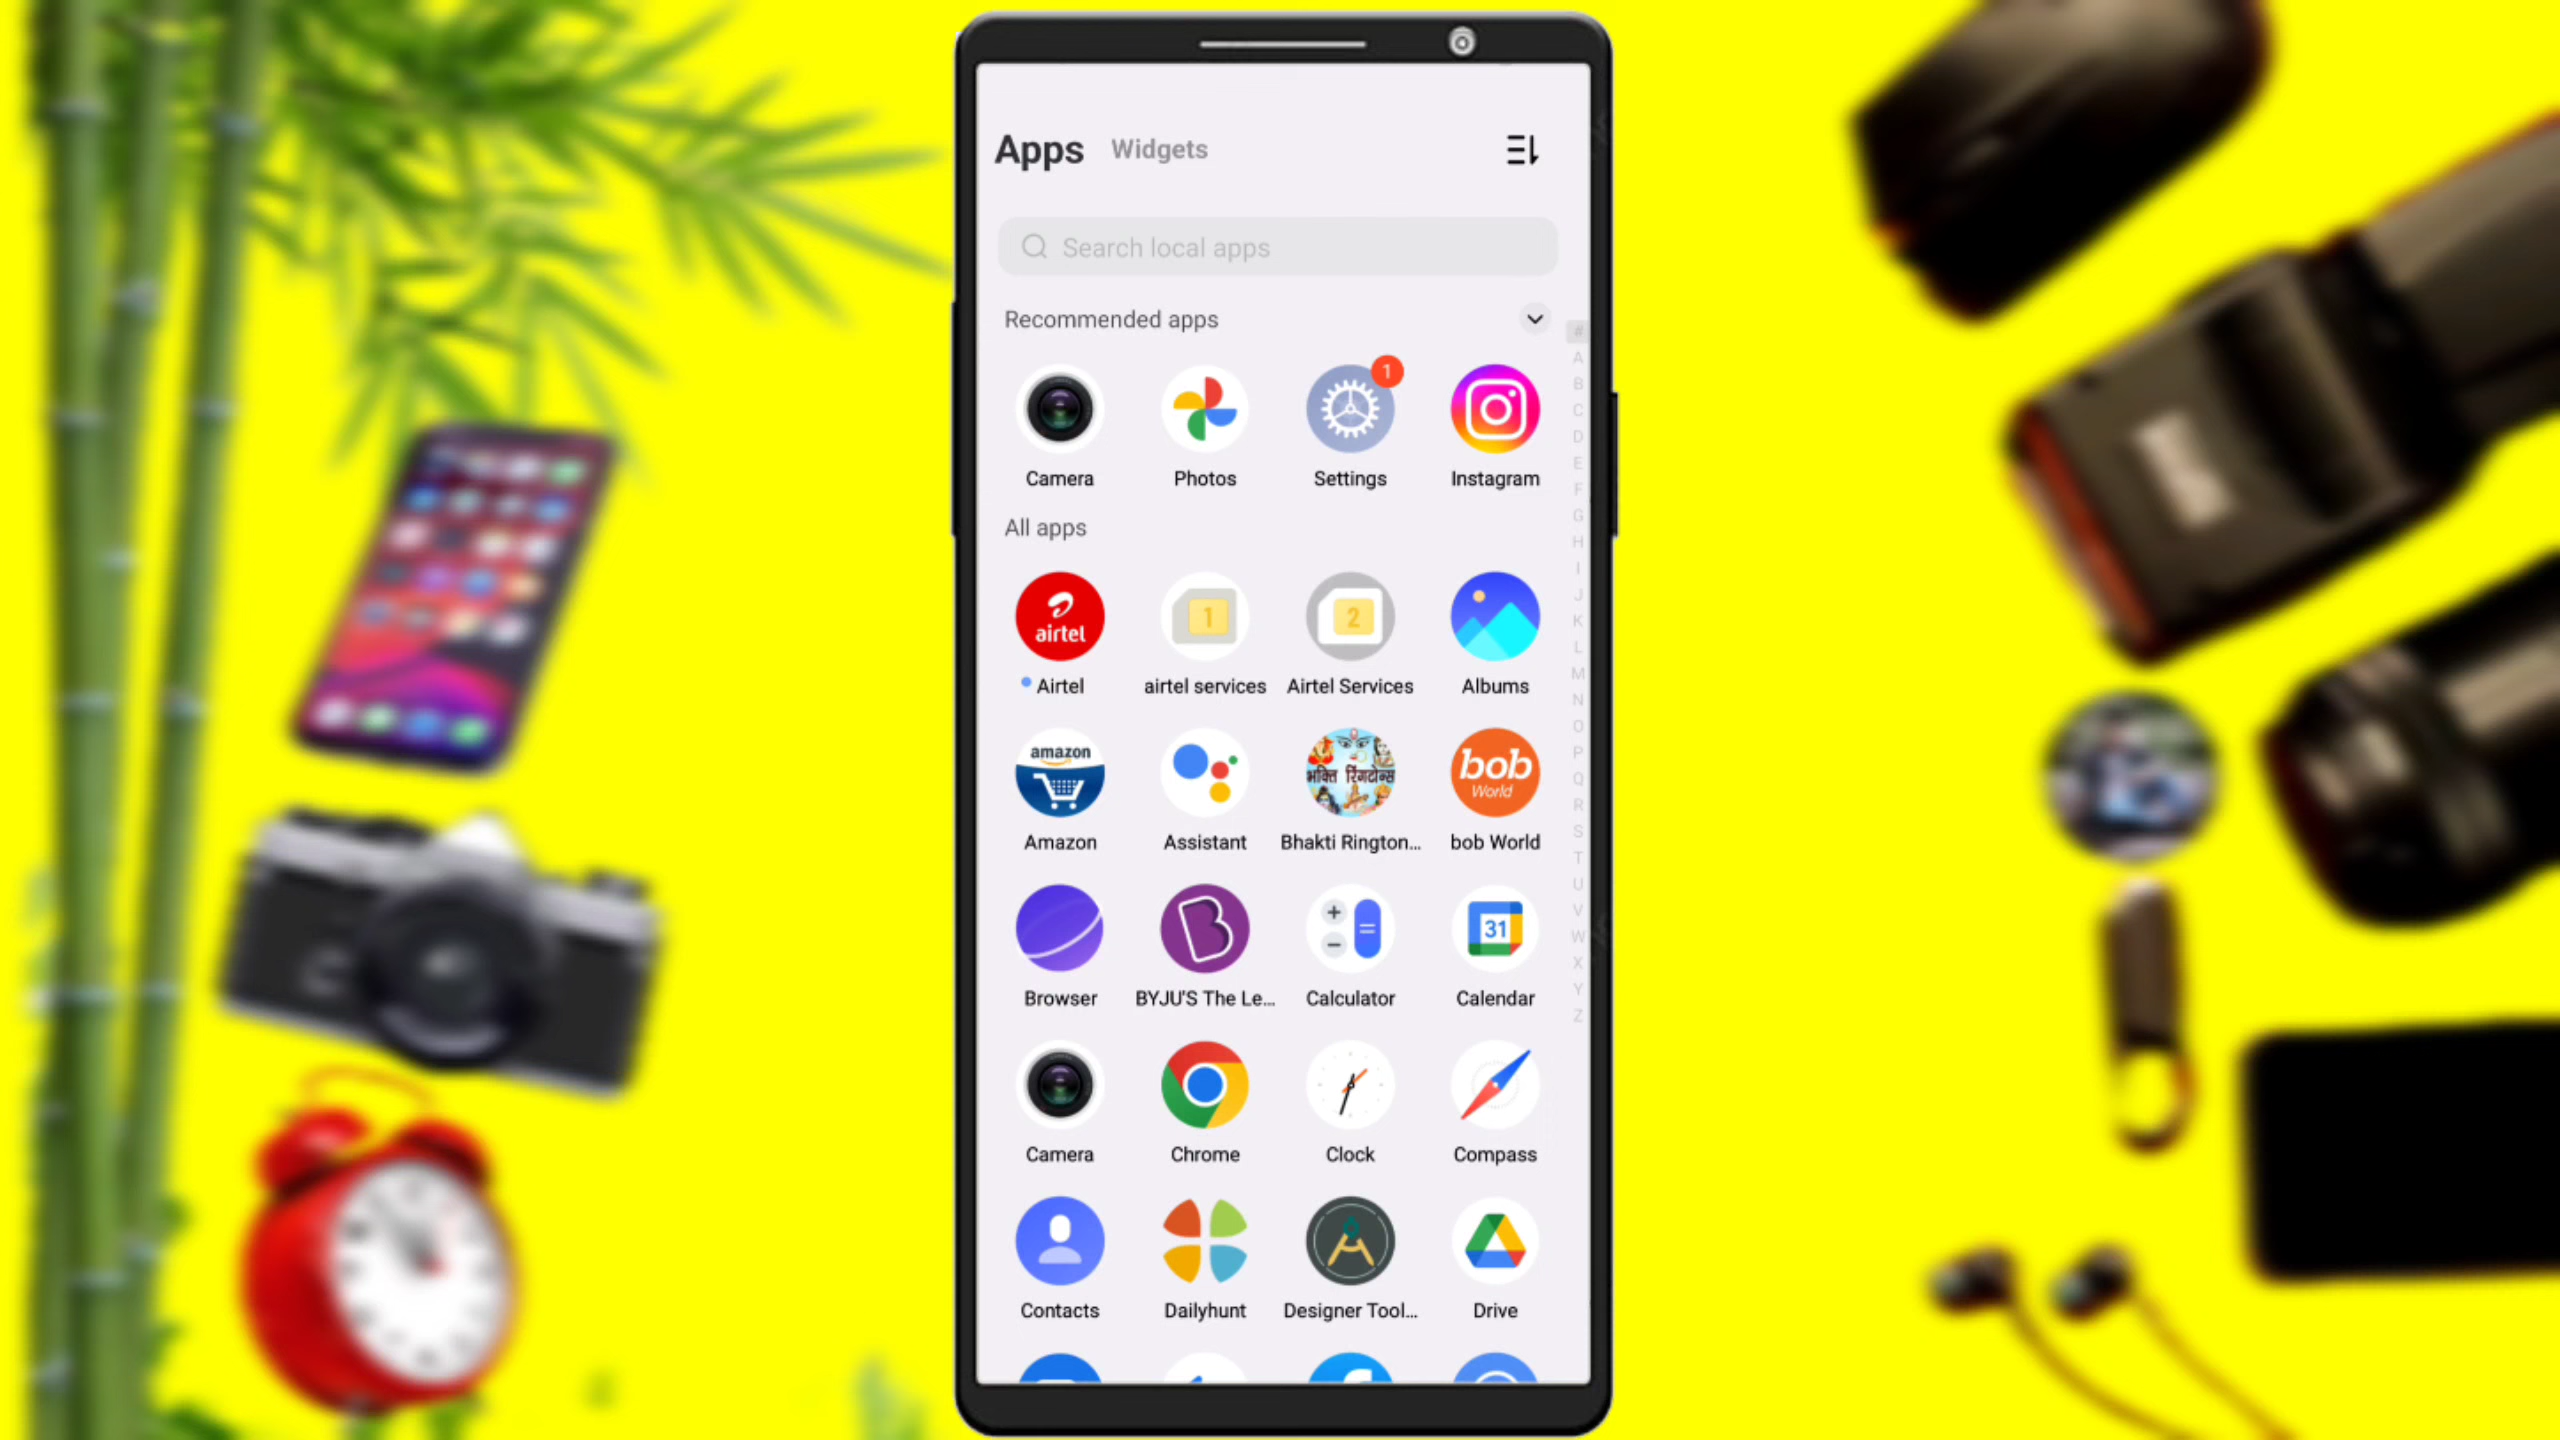 Apps Widgets
Search local apps
Recommended apps
1
Camera Photos Settings Instagram
All apps
airtel 1 2
Airtel airtel services Airtel Services Albums
amazon भक्ति रिंगटोन्स bob World
Amazon Assistant Bhakti Rington... bob World
31
Browser BYJU'S The Le... Calculator Calendar
Camera Chrome Clock Compass
Contacts Dailyhunt Designer Tool... Drive
#
A
B
C
D
E
F
G
H
I
J
K
L
M
N
O
P
Q
R
S
T
U
V
W
X
Y
Z